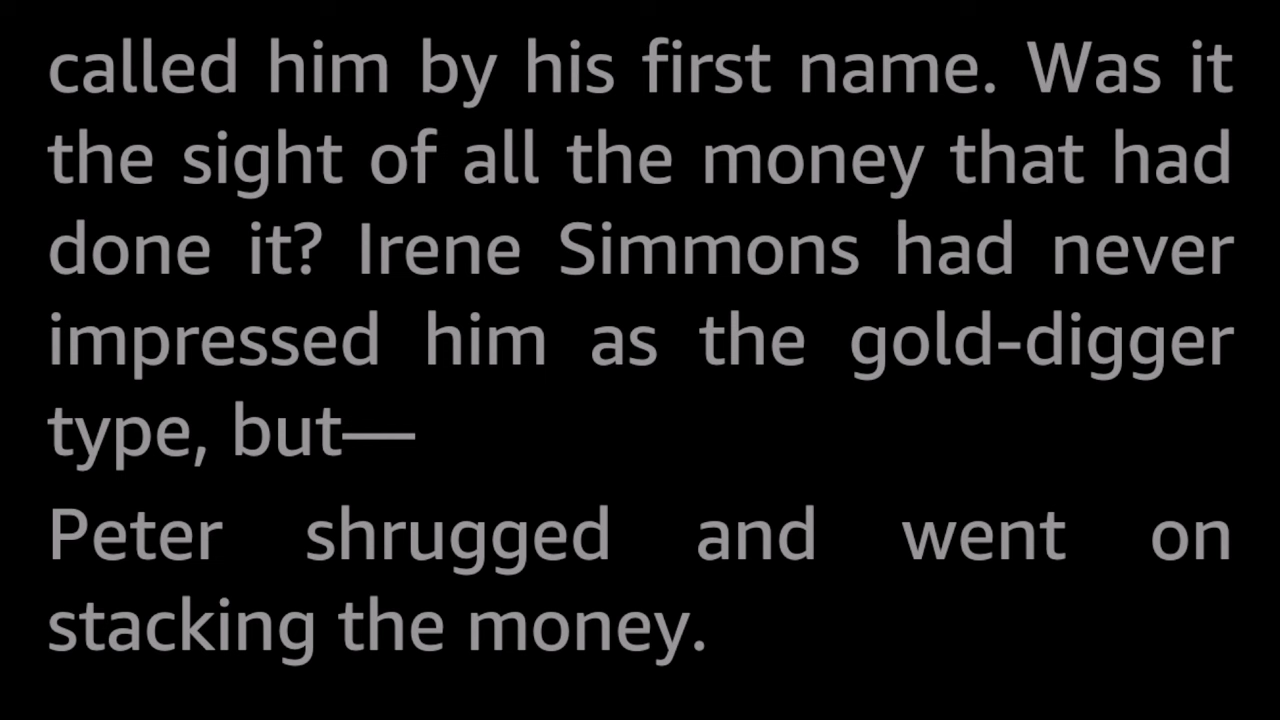 called him by his first name. Was it
the sight of all the money that had
done it? Irene Simmons had never
impressed him as the gold-digger
type, but—
Peter shrugged and went on
stacking the money.